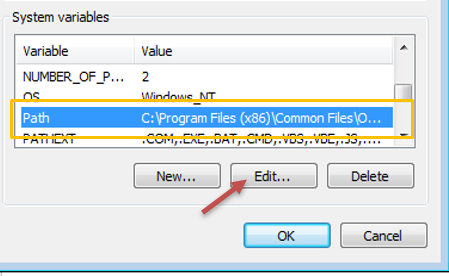 System variables
Variable Value
NUMBER_OF_P... 2
OS Windows_NT
Path C:\Program Files (x86)\Common Files\O...
PATHEXT .COM;.EXE;.BAT;.CMD;.VBS;.VBE;.JS;....
New... Edit... Delete
OK Cancel